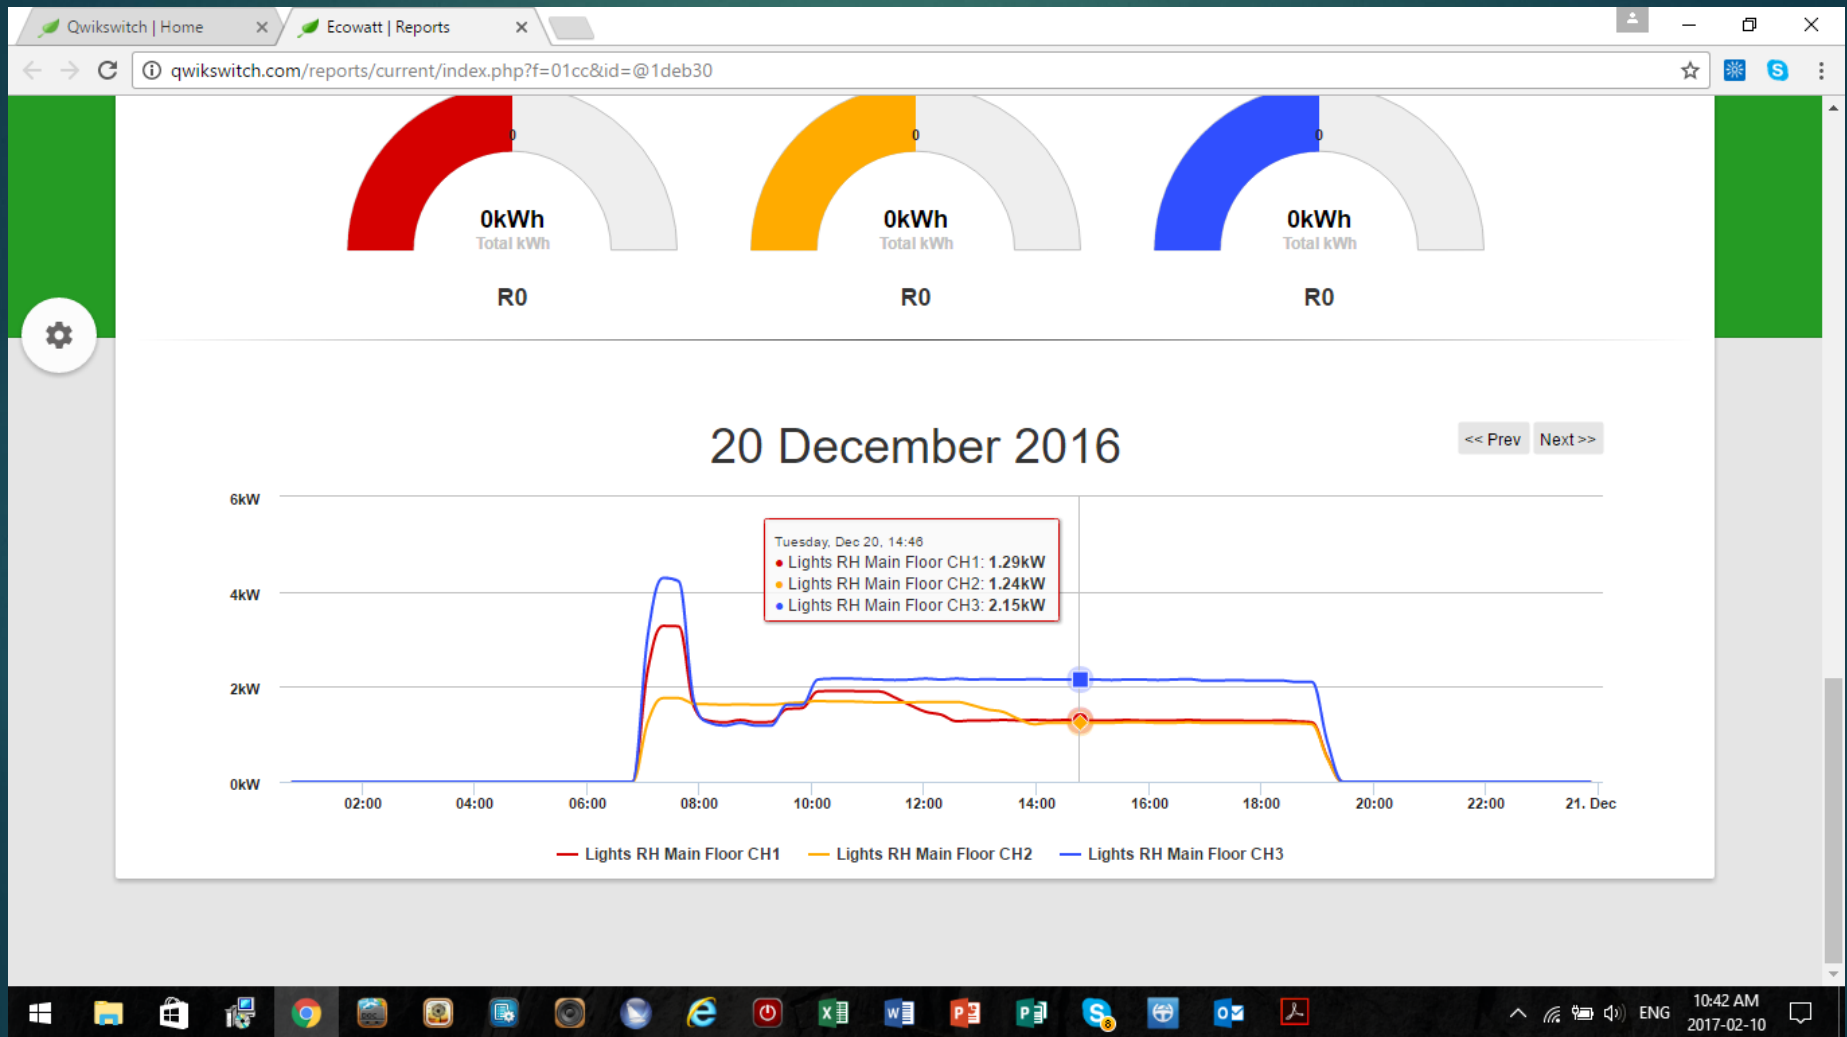 Qwikswitch | Home
Ecowatt | Reports
qwikswitch.com/reports/current/index.php?f=01cc&id=@1deb30
0 0 0
0kWh 0kWh 0kWh
Total kWh Total kWh Total kWh
R0 R0 R0
20 December 2016
<< Prev Next >>
6kW
Tuesday, Dec 20, 14:46
● Lights RH Main Floor CH1: 1.29kW
● Lights RH Main Floor CH2: 1.24kW
● Lights RH Main Floor CH3: 2.15kW
4kW
2kW
0kW
02:00 04:00 06:00 08:00 10:00 12:00 14:00 16:00 18:00 20:00 22:00 21. Dec
Lights RH Main Floor CH1 Lights RH Main Floor CH2 Lights RH Main Floor CH3
8
ENG
10:42 AM
2017-02-10